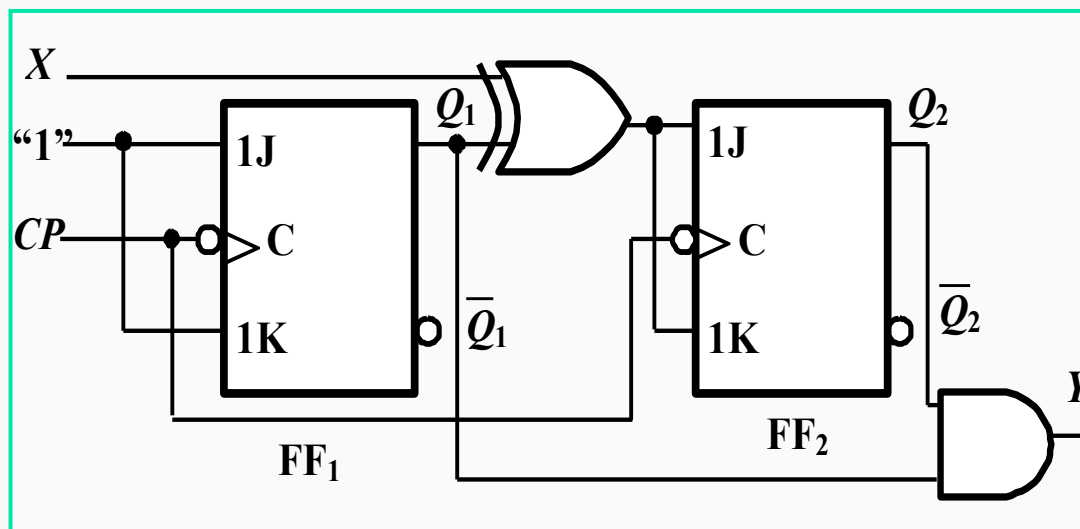 X
Q₁
Q₂
“1”
1J
1J
CP
C
C
Q̅₁
Q̅₂
1K
1K
Y
FF₁
FF₂